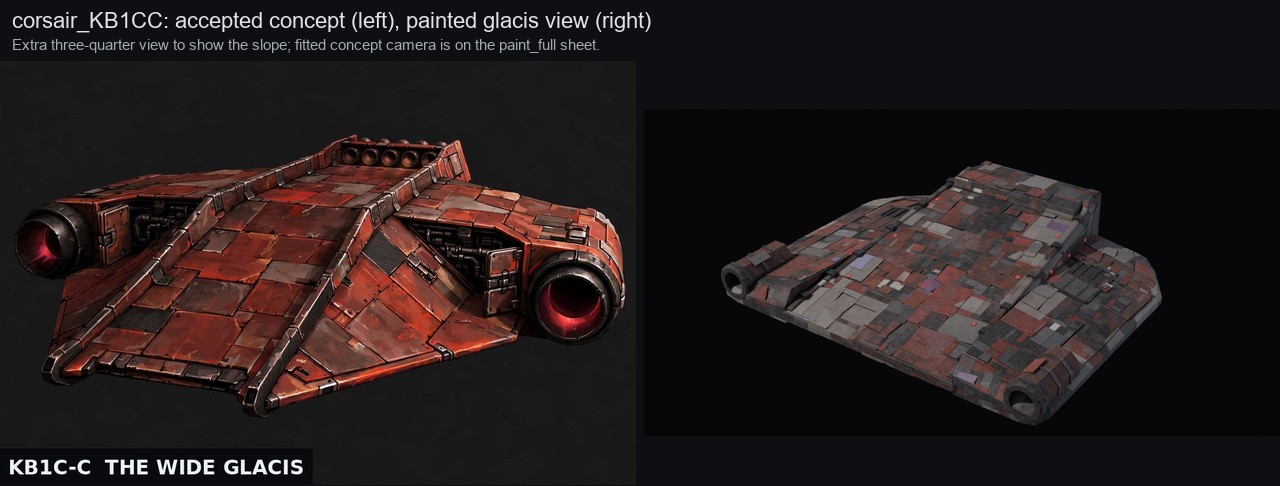 corsair_KB1CC: accepted concept (left), painted glacis view (right)
Extra three-quarter view to show the slope; fitted concept camera is on the paint_full sheet.
KB1C-C THE WIDE GLACIS